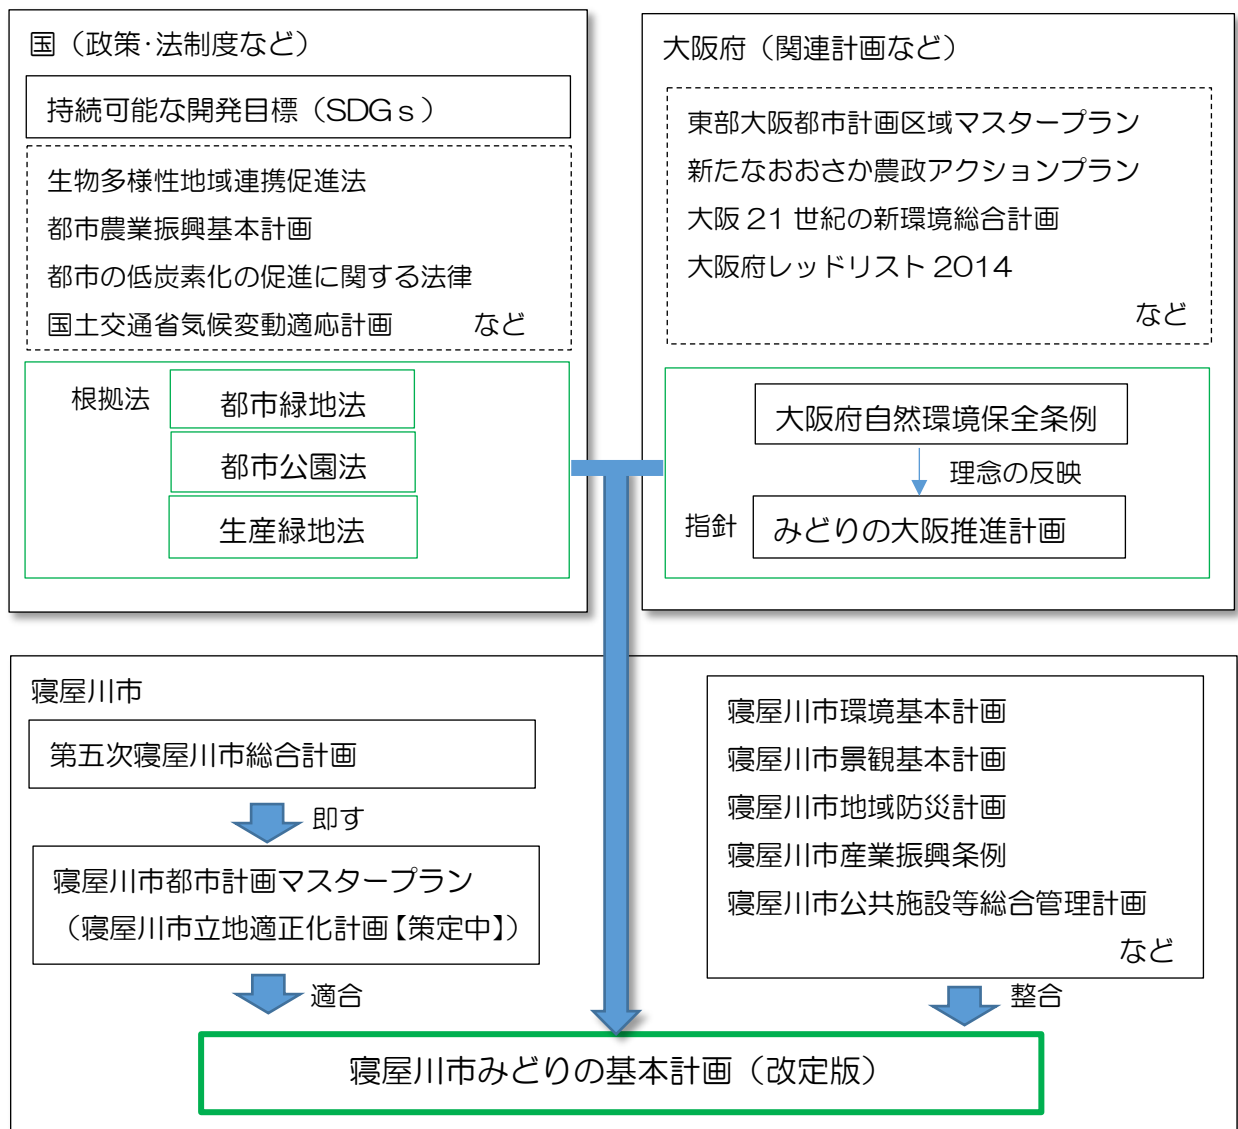 国（政策･法制度など）
持続可能な開発目標（SDGｓ）
生物多様性地域連携促進法
都市農業振興基本計画
都市の低炭素化の促進に関する法律
国土交通省気候変動適応計画　　　など
根拠法
都市緑地法
都市公園法
生産緑地法
大阪府（関連計画など）
東部大阪都市計画区域マスタープラン
新たなおおさか農政アクションプラン
大阪 21 世紀の新環境総合計画
大阪府レッドリスト 2014
など
大阪府自然環境保全条例
理念の反映
指針
みどりの大阪推進計画
寝屋川市
第五次寝屋川市総合計画
即す
寝屋川市都市計画マスタープラン
（寝屋川市立地適正化計画【策定中】）
適合
寝屋川市環境基本計画
寝屋川市景観基本計画
寝屋川市地域防災計画
寝屋川市産業振興条例
寝屋川市公共施設等総合管理計画
など
整合
寝屋川市みどりの基本計画（改定版）